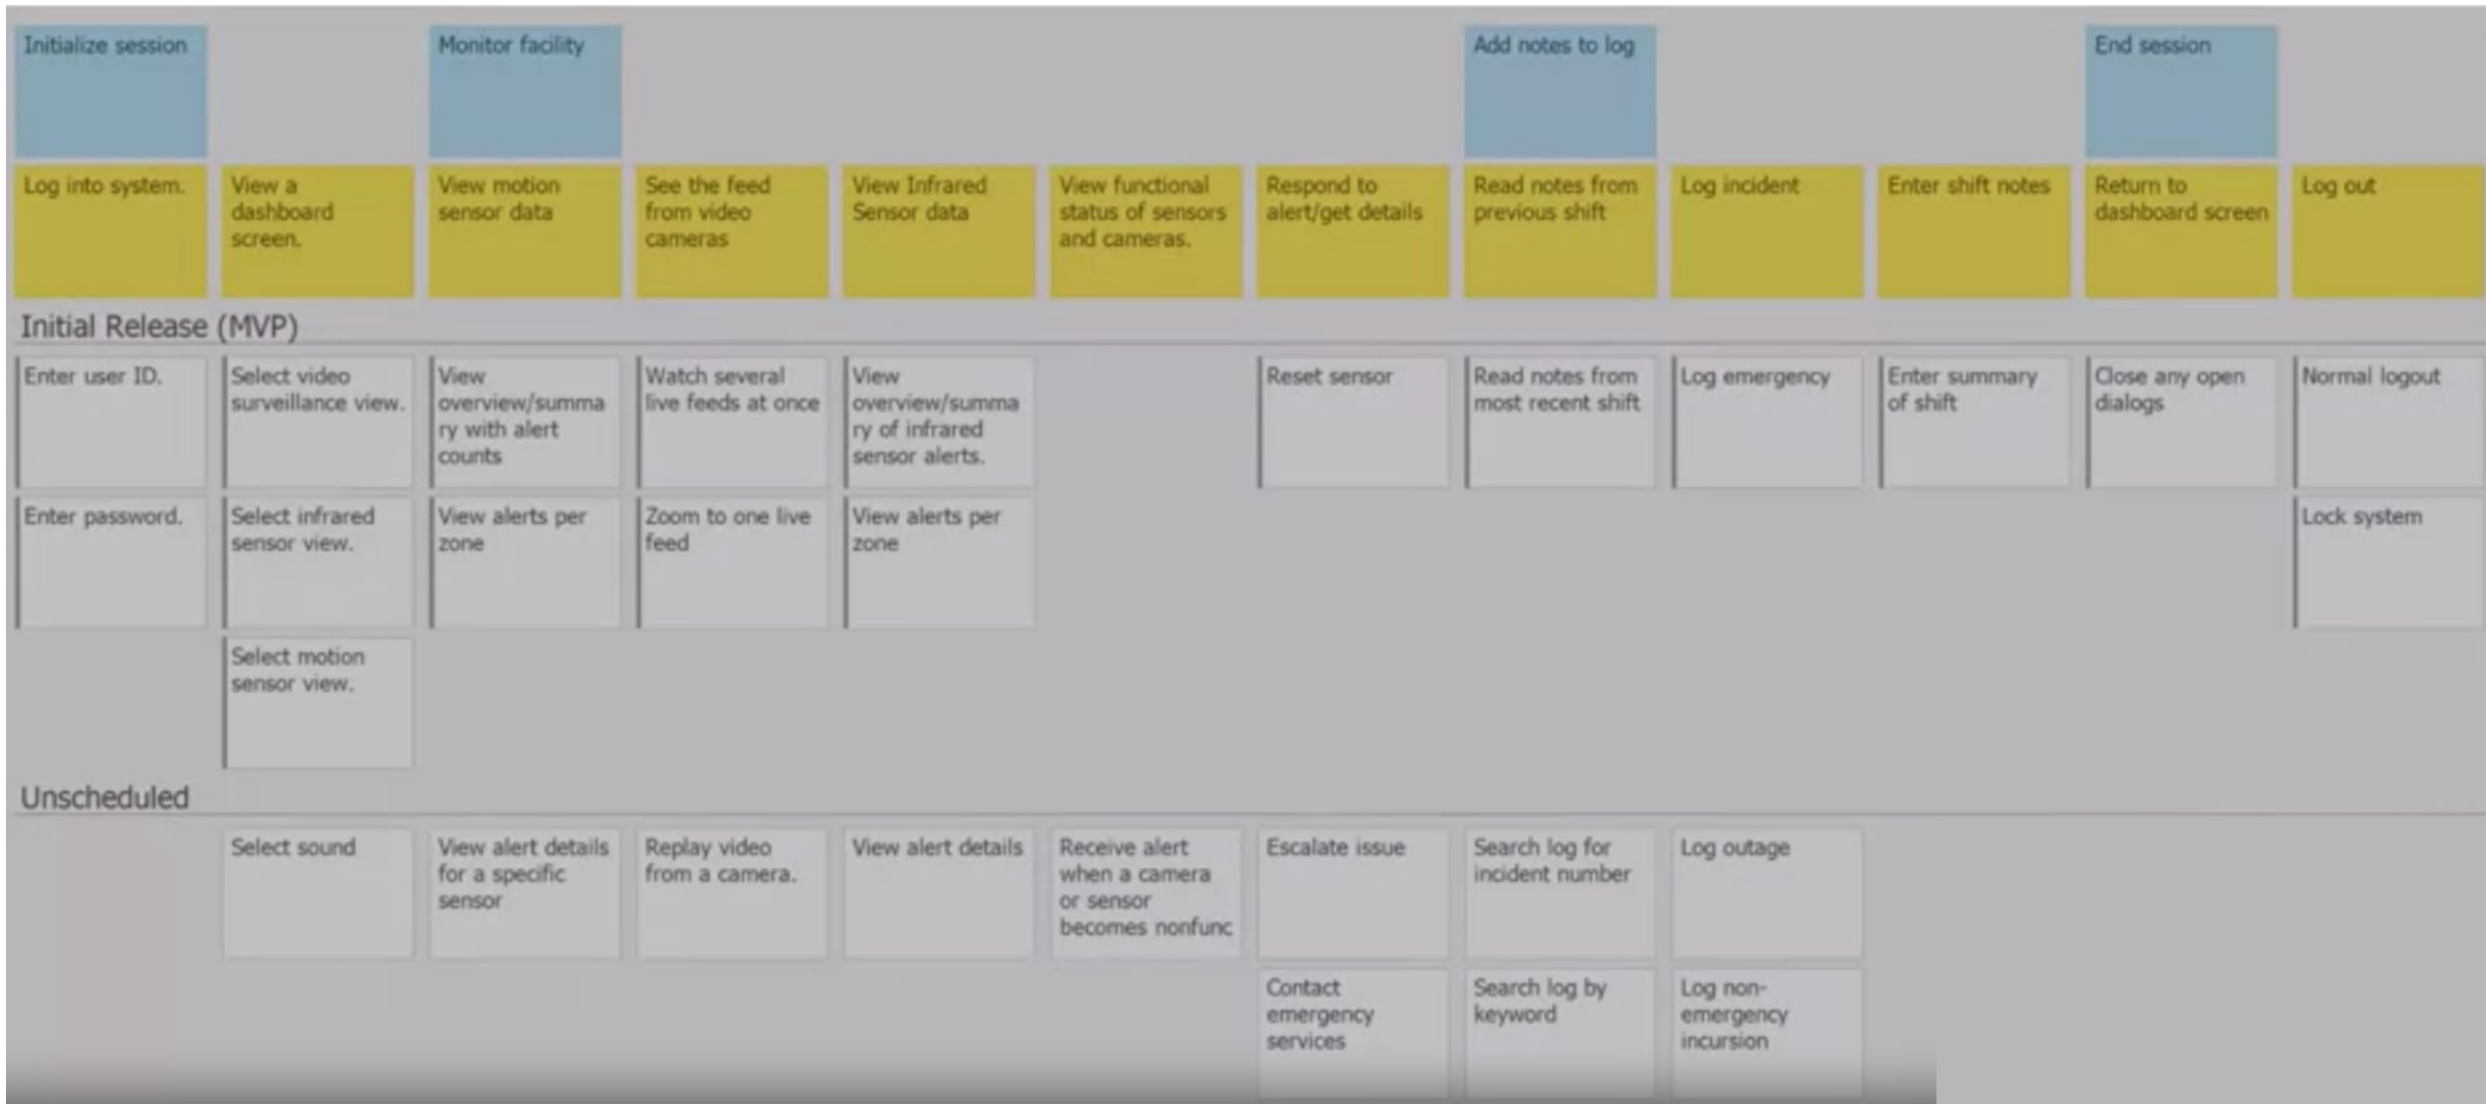 Initialize session
Monitor facility
Add notes to log
End session
Log into system.
View a
dashboard
screen.
View motion
sensor data
See the feed
from video
cameras
View Infrared
Sensor data
View functional
status of sensors
and cameras.
Respond to
alert/get details
Read notes from
previous shift
Log incident
Enter shift notes
Return to
dashboard screen
Log out
Initial Release (MVP)
Enter user ID.
Select video
surveillance view.
View
overview/summa
ry with alert
counts
Watch several
live feeds at once
View
overview/summa
ry of infrared
sensor alerts.
Reset sensor
Read notes from
most recent shift
Log emergency
Enter summary
of shift
Close any open
dialogs
Normal logout
Enter password.
Select infrared
sensor view.
View alerts per
zone
Zoom to one live
feed
View alerts per
zone
Lock system
Select motion
sensor view.
Unscheduled
Select sound
View alert details
for a specific
sensor
Replay video
from a camera.
View alert details
Receive alert
when a camera
or sensor
becomes nonfunc
Escalate issue
Search log for
incident number
Log outage
Contact
emergency
services
Search log by
keyword
Log non-
emergency
incursion